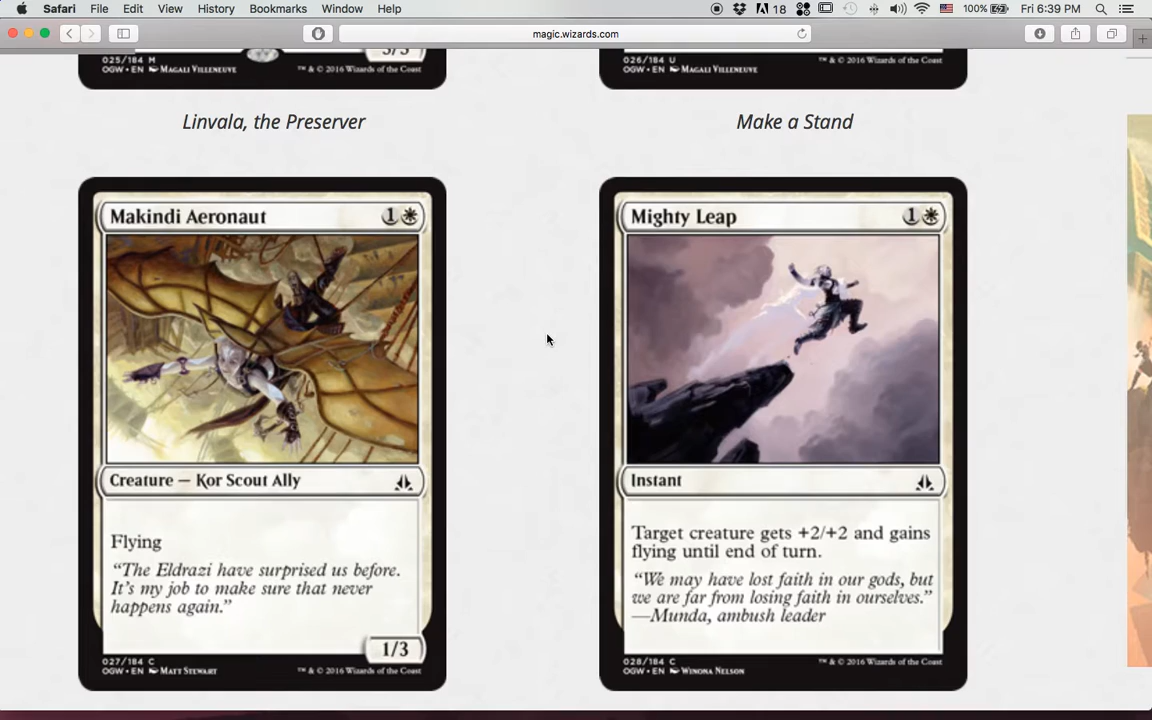 Safari File Edit View History Bookmarks Window Help 18 100% Fri 6:39 PM
magic.wizards.com
025/184 M
OGW • EN Magali Villeneuve ™ & © 2016 Wizards of the Coast
026/184 U
OGW • EN Magali Villeneuve ™ & © 2016 Wizards of the Coast
Linvala, the Preserver
Make a Stand
Makindi Aeronaut 1
Creature — Kor Scout Ally
Flying
“The Eldrazi have surprised us before.
It’s my job to make sure that never
happens again.”
1/3
027/184 C
OGW • EN Matt Stewart ™ & © 2016 Wizards of the Coast
Mighty Leap 1
Instant
Target creature gets +2/+2 and gains
flying until end of turn.
“We may have lost faith in our gods, but
we are far from losing faith in ourselves.”
—Munda, ambush leader
028/184 C
OGW • EN Winona Nelson ™ & © 2016 Wizards of the Coast